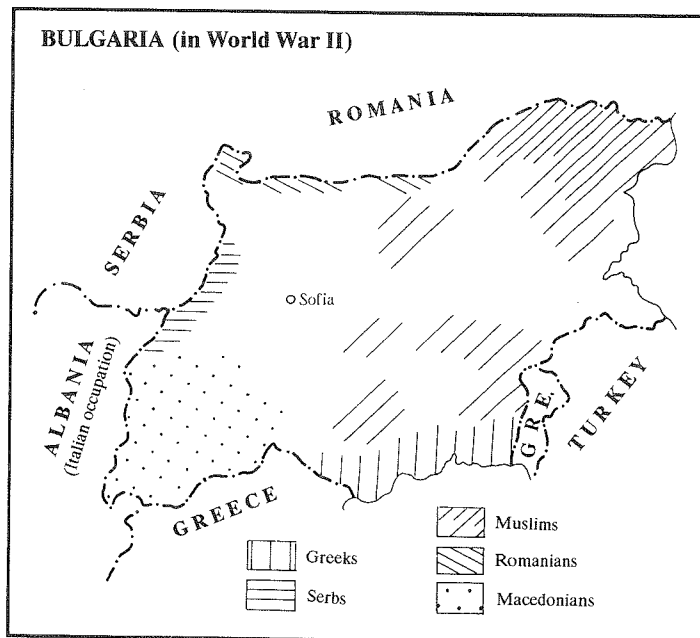 BULGARIA (in World War II)
ROMANIA
SERBIA
Sofia
ALBANIA
(Italian occupation)
GRE.
TURKEY
GREECE
Greeks
Serbs
Muslims
Romanians
Macedonians